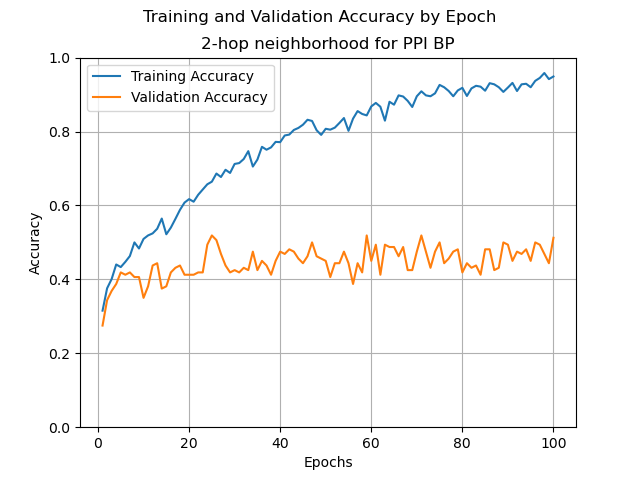 Training and Validation Accuracy by Epoch
2-hop neighborhood for PPI BP
Training Accuracy
Validation Accuracy
1.0
0.8
0.6
0.4
0.2
0.0
Accuracy
0 20 40 60 80 100
Epochs